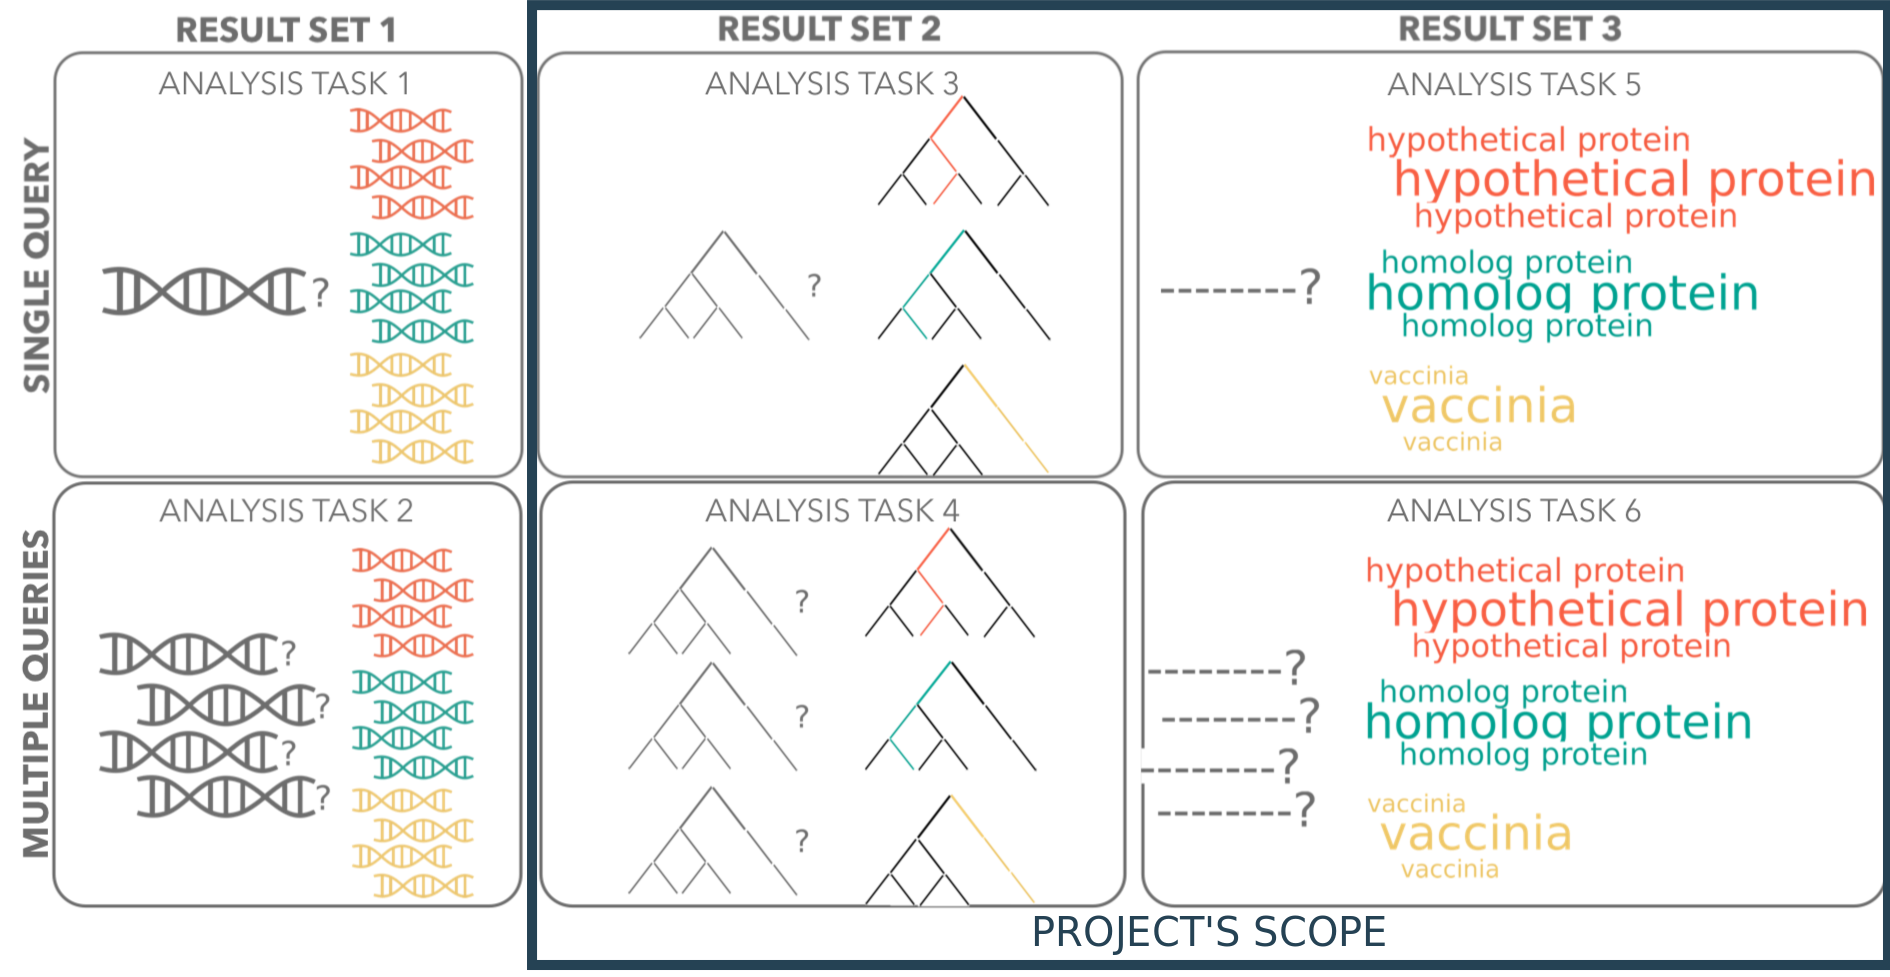 RESULT SET 1
RESULT SET 2
RESULT SET 3
SINGLE QUERY
ANALYSIS TASK 1
?
ANALYSIS TASK 3
?
ANALYSIS TASK 5
--------?
hypothetical protein
hypothetical protein
hypothetical protein
homolog protein
homolog protein
homolog protein
vaccinia
vaccinia
vaccinia
MULTIPLE QUERIES
ANALYSIS TASK 2
?
?
?
?
ANALYSIS TASK 4
?
?
?
ANALYSIS TASK 6
--------?
--------?
--------?
--------?
hypothetical protein
hypothetical protein
hypothetical protein
homolog protein
homolog protein
homolog protein
vaccinia
vaccinia
vaccinia
PROJECT'S SCOPE